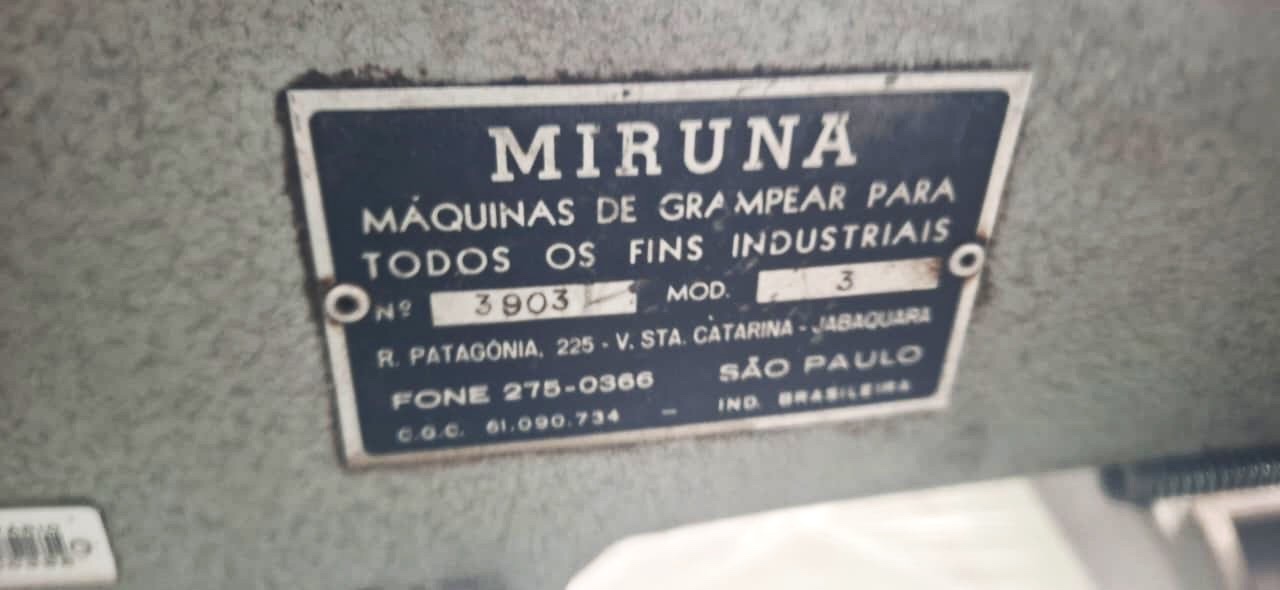 MIRUNA
MÁQUINAS DE GRAMPEAR PARA
TODOS OS FINS INDUSTRIAIS
Nº 3903 MOD. 3
R. PATAGÔNIA, 225 - V. STA. CATARINA - JABAQUARA
FONE 275-0366 SÃO PAULO
C.G.C. 61.090.734 - IND. BRASILEIRA